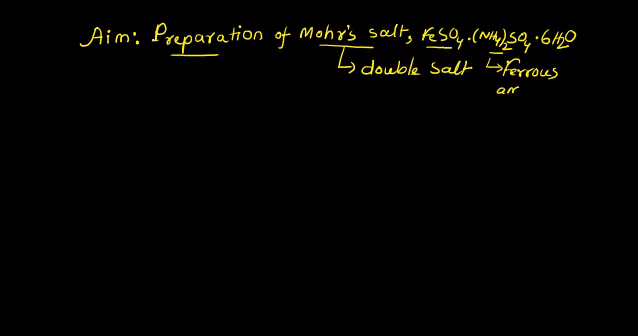 Aim: Preparation of Mohr's salt, FeSO₄·(NH₄)₂SO₄·6H₂O
↳ double salt ↳ Ferrous
am